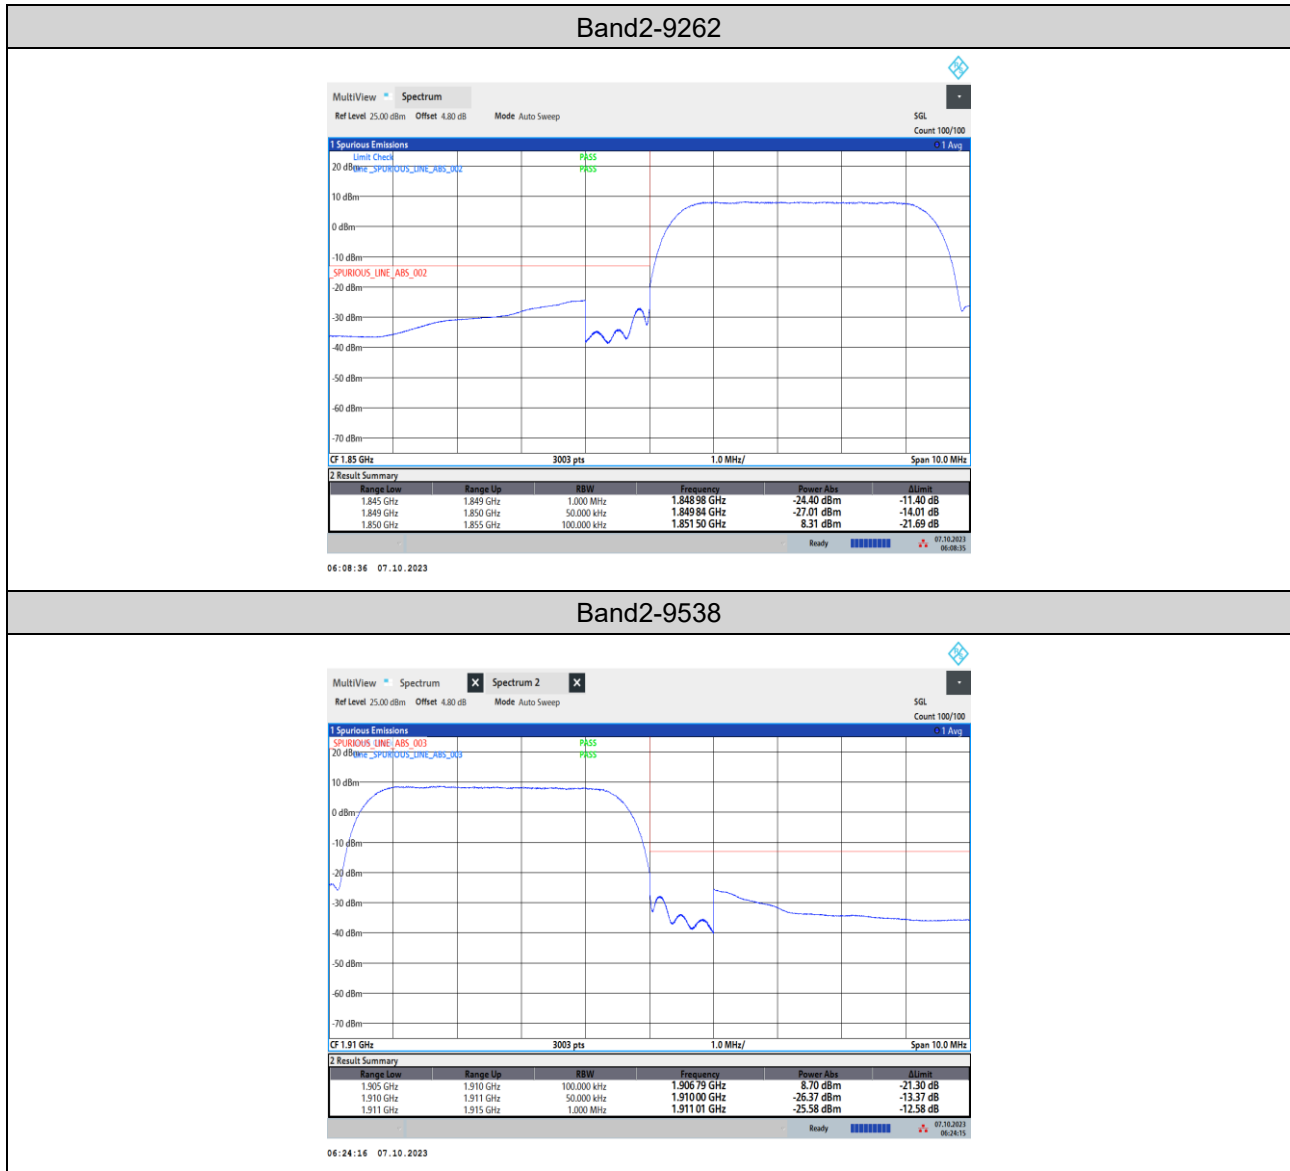 Band2-9262
MultiView Spectrum
Ref Level 25.00 dBm Offset 4.80 dB Mode Auto Sweep SGL
Count 100/100
1 Spurious Emissions 1 Avg
Limit Check PASS
20 dBm Line _SPURIOUS_LINE_ABS_002 PASS
10 dBm
0 dBm
-10 dBm
_SPURIOUS_LINE_ABS_002
-20 dBm
-30 dBm
-40 dBm
-50 dBm
-60 dBm
-70 dBm
CF 1.85 GHz 3003 pts 1.0 MHz/ Span 10.0 MHz
2 Result Summary
Range Low Range Up RBW Frequency Power Abs ΔLimit
1.845 GHz 1.849 GHz 1.000 MHz 1.848 98 GHz -24.40 dBm -11.40 dB
1.849 GHz 1.850 GHz 50.000 kHz 1.849 84 GHz -27.01 dBm -14.01 dB
1.850 GHz 1.855 GHz 100.000 kHz 1.851 50 GHz 8.31 dBm -21.69 dB
Ready 07.10.2023
06:08:35
06:08:36 07.10.2023
Band2-9538
MultiView Spectrum X Spectrum 2 X
Ref Level 25.00 dBm Offset 4.80 dB Mode Auto Sweep SGL
Count 100/100
1 Spurious Emissions 1 Avg
_SPURIOUS_LINE_ABS_003 PASS
20 dBm Line _SPURIOUS_LINE_ABS_003 PASS
10 dBm
0 dBm
-10 dBm
-20 dBm
-30 dBm
-40 dBm
-50 dBm
-60 dBm
-70 dBm
CF 1.91 GHz 3003 pts 1.0 MHz/ Span 10.0 MHz
2 Result Summary
Range Low Range Up RBW Frequency Power Abs ΔLimit
1.905 GHz 1.910 GHz 100.000 kHz 1.906 79 GHz 8.70 dBm -21.30 dB
1.910 GHz 1.911 GHz 50.000 kHz 1.910 00 GHz -26.37 dBm -13.37 dB
1.911 GHz 1.915 GHz 1.000 MHz 1.911 01 GHz -25.58 dBm -12.58 dB
Ready 07.10.2023
06:24:15
06:24:16 07.10.2023